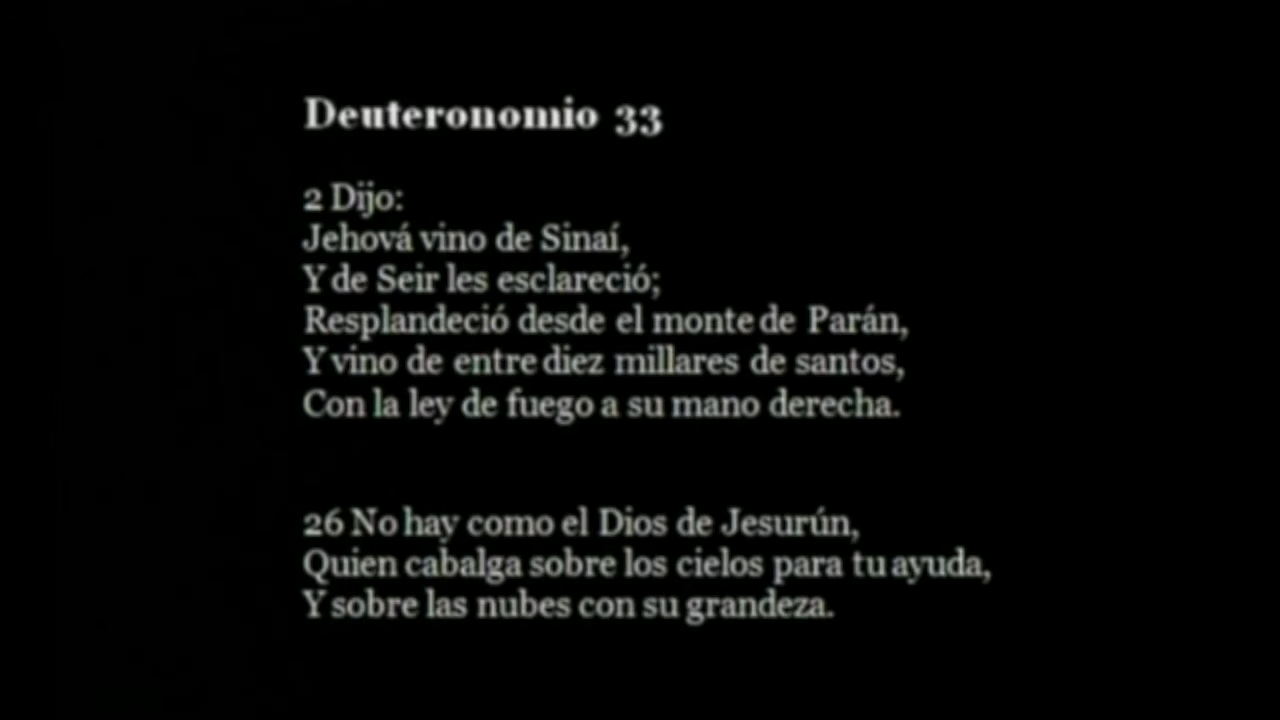 Deuteronomio 33
2 Dijo:
Jehová vino de Sinaí,
Y de Seir les esclareció;
Resplandeció desde el monte de Parán,
Y vino de entre diez millares de santos,
Con la ley de fuego a su mano derecha.
26 No hay como el Dios de Jesurún,
Quien cabalga sobre los cielos para tu ayuda,
Y sobre las nubes con su grandeza.